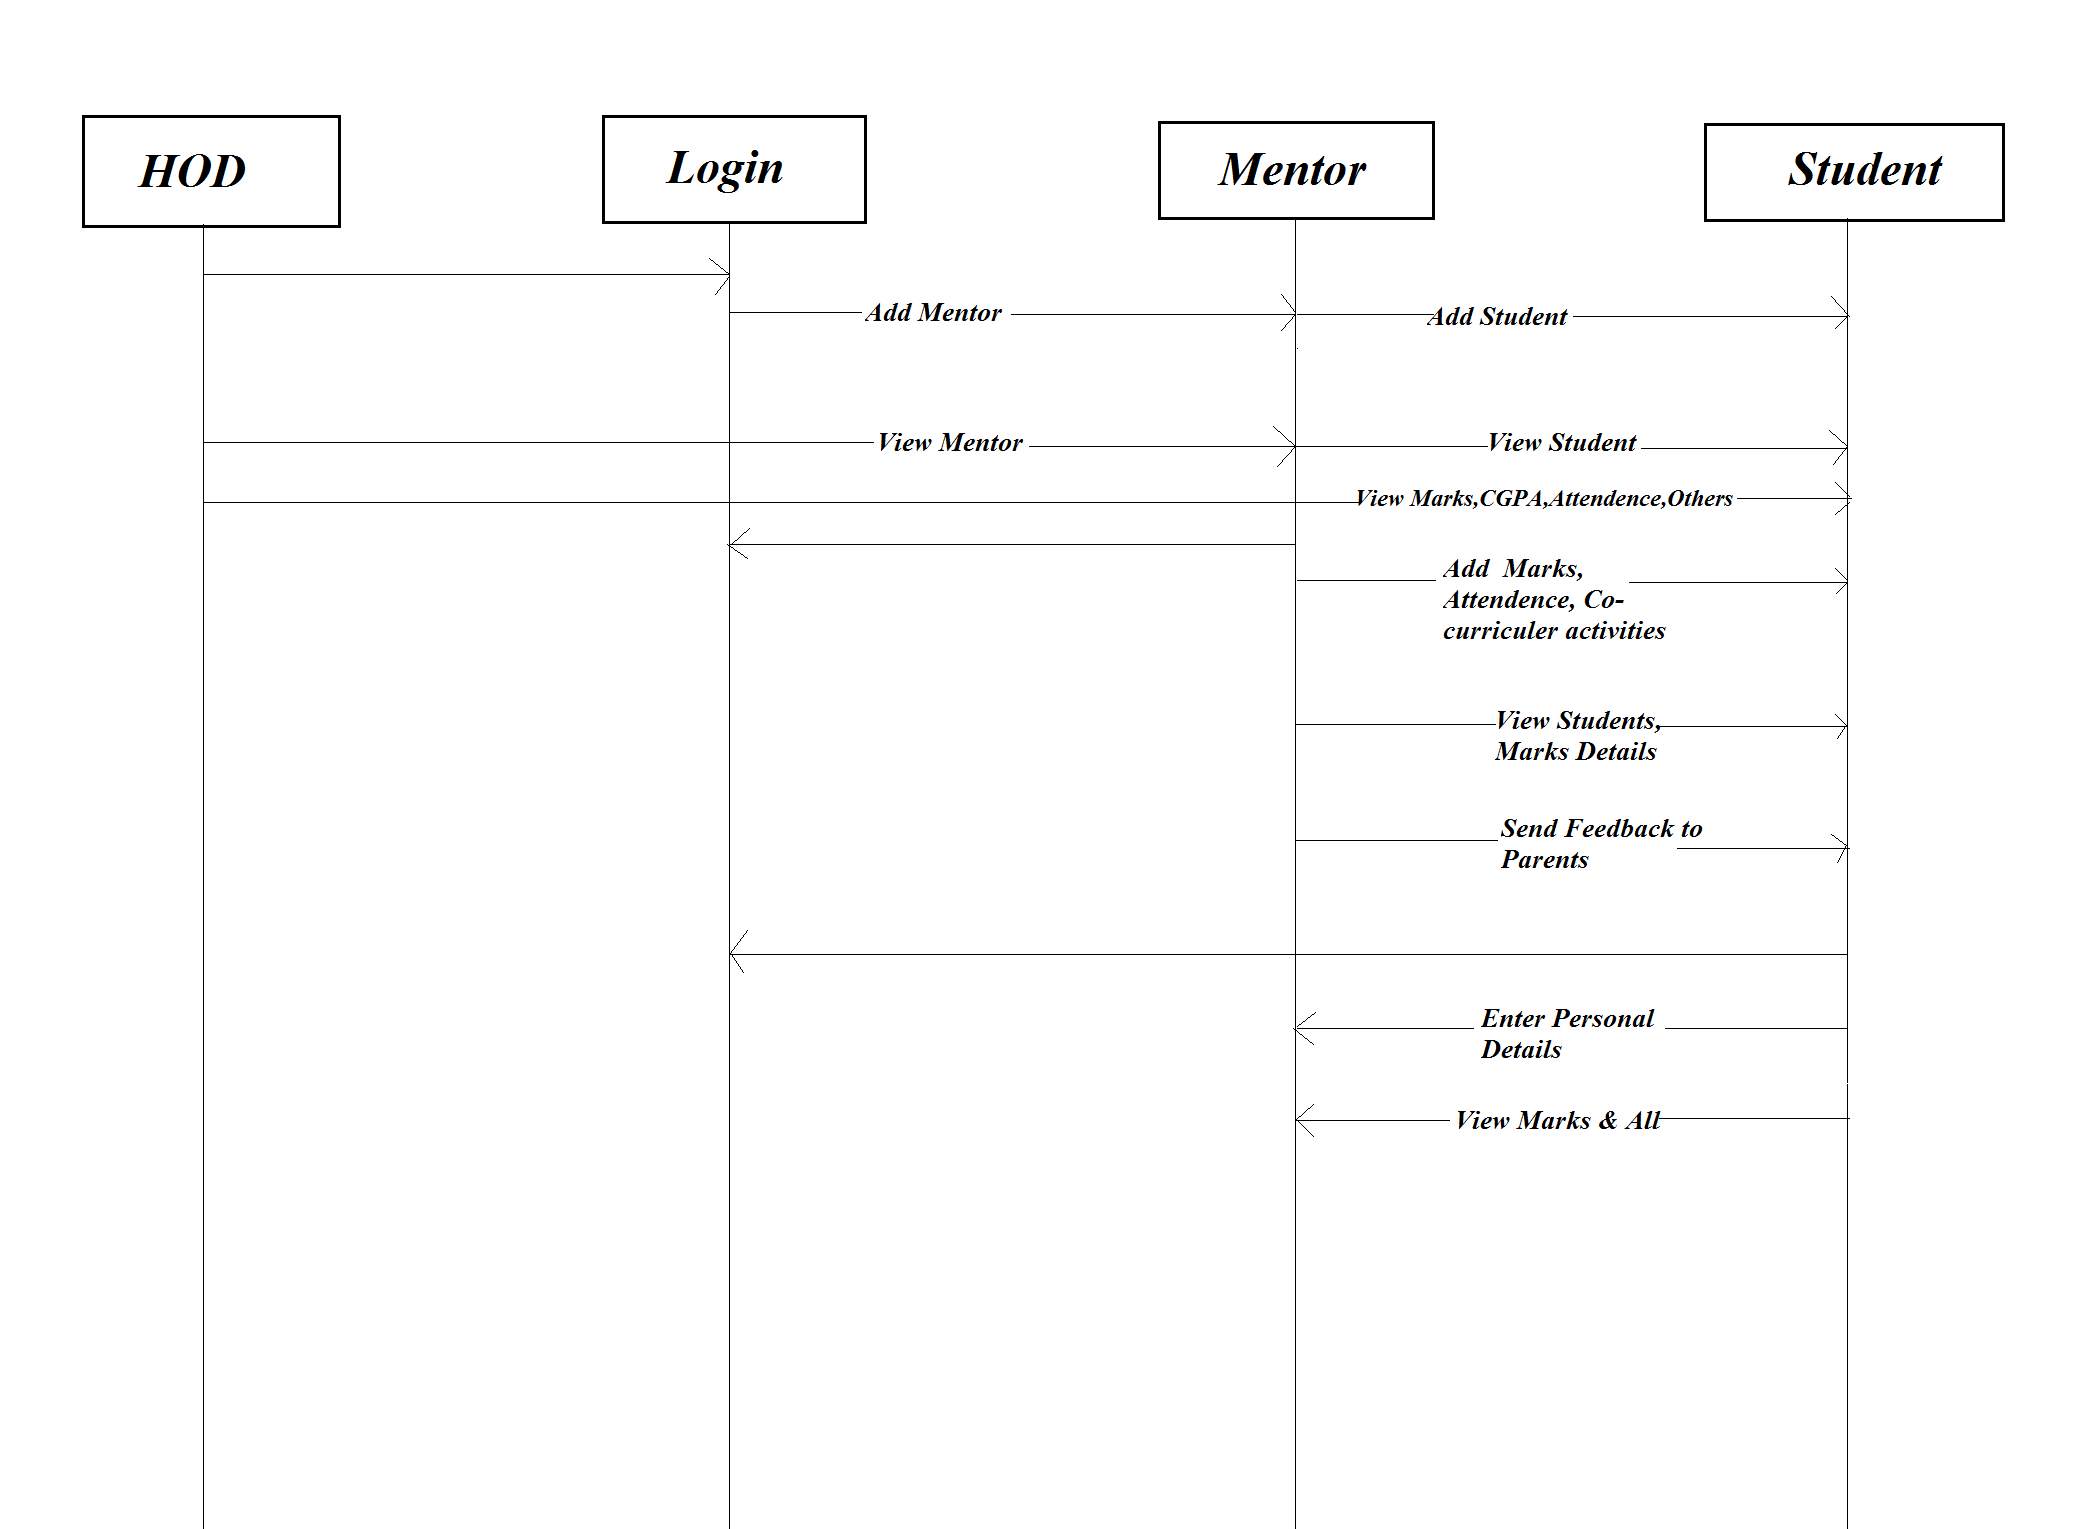 HOD
Login
Mentor
Student
Add Mentor
Add Student
View Mentor
View Student
View Marks,CGPA,Attendence,Others
Add  Marks,
Attendence, Co-
curriculer activities
View Students,
Marks Details
Send Feedback to
Parents
Enter Personal
Details
View Marks & All